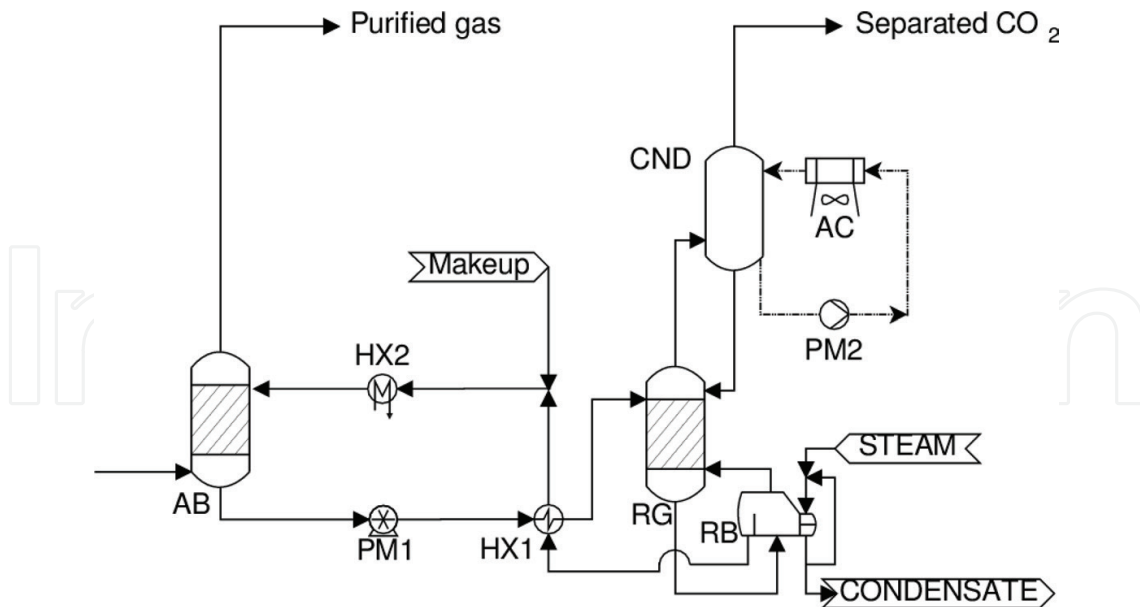 Purified gas
Separated CO 2
CND
AC
Makeup
PM2
HX2
STEAM
AB
RG
PM1
HX1
RB
CONDENSATE